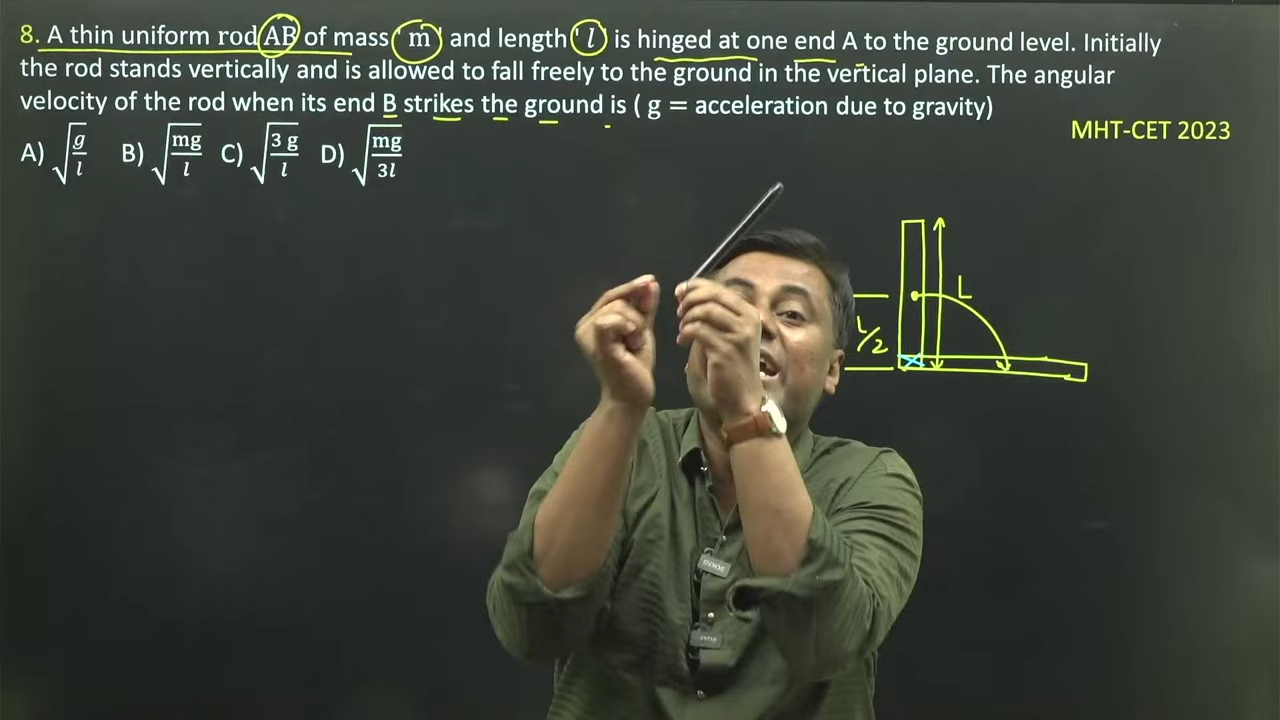 8. A thin uniform rod AB of mass 'm' and length 'l' is hinged at one end A to the ground level. Initially
the rod stands vertically and is allowed to fall freely to the ground in the vertical plane. The angular
velocity of the rod when its end B strikes the ground is ( g = acceleration due to gravity)
MHT-CET 2023
A) √(g/l) B) √(mg/l) C) √(3 g/l) D) √(mg/3l)
L
L/2